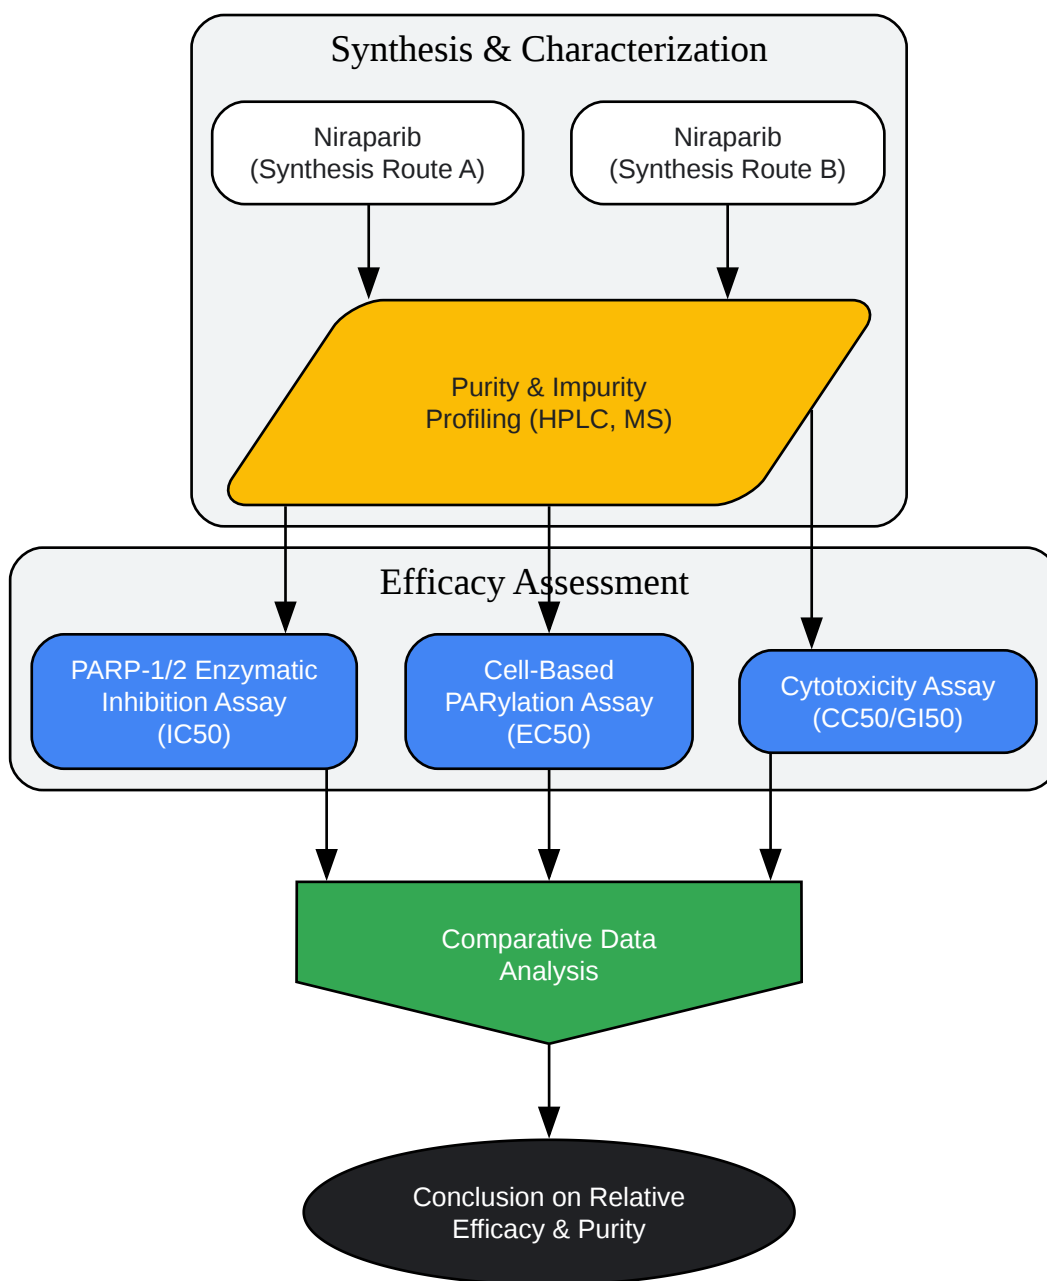 Synthesis & Characterization
Niraparib
(Synthesis Route A)
Niraparib
(Synthesis Route B)
Purity & Impurity
Profiling (HPLC, MS)
Efficacy Assessment
PARP-1/2 Enzymatic
Inhibition Assay
(IC50)
Cell-Based
PARylation Assay
(EC50)
Cytotoxicity Assay
(CC50/GI50)
Comparative Data
Analysis
Conclusion on Relative
Efficacy & Purity